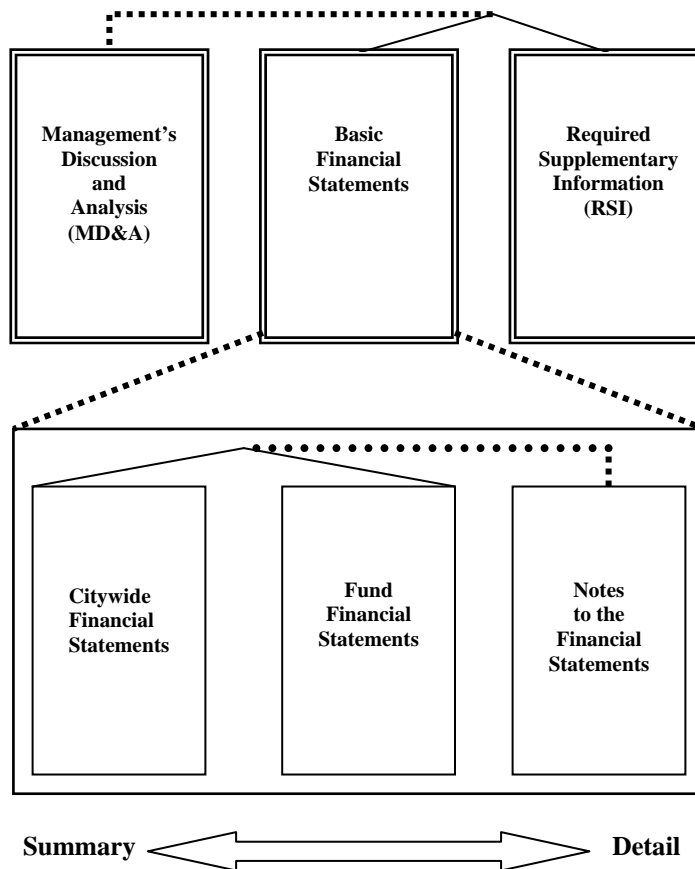 Management’s
Discussion
and
Analysis
(MD&A)
Basic
Financial
Statements
Required
Supplementary
Information
(RSI)
Citywide
Financial
Statements
Fund
Financial
Statements
Notes
to the
Financial
Statements
Summary
Detail